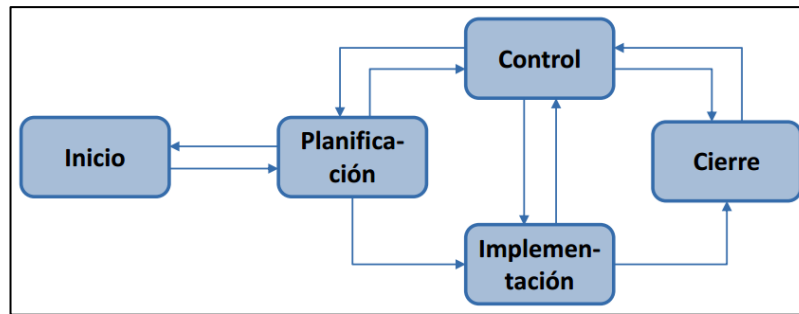 Control
Inicio
Planifica-
ción
Cierre
Implemen-
tación